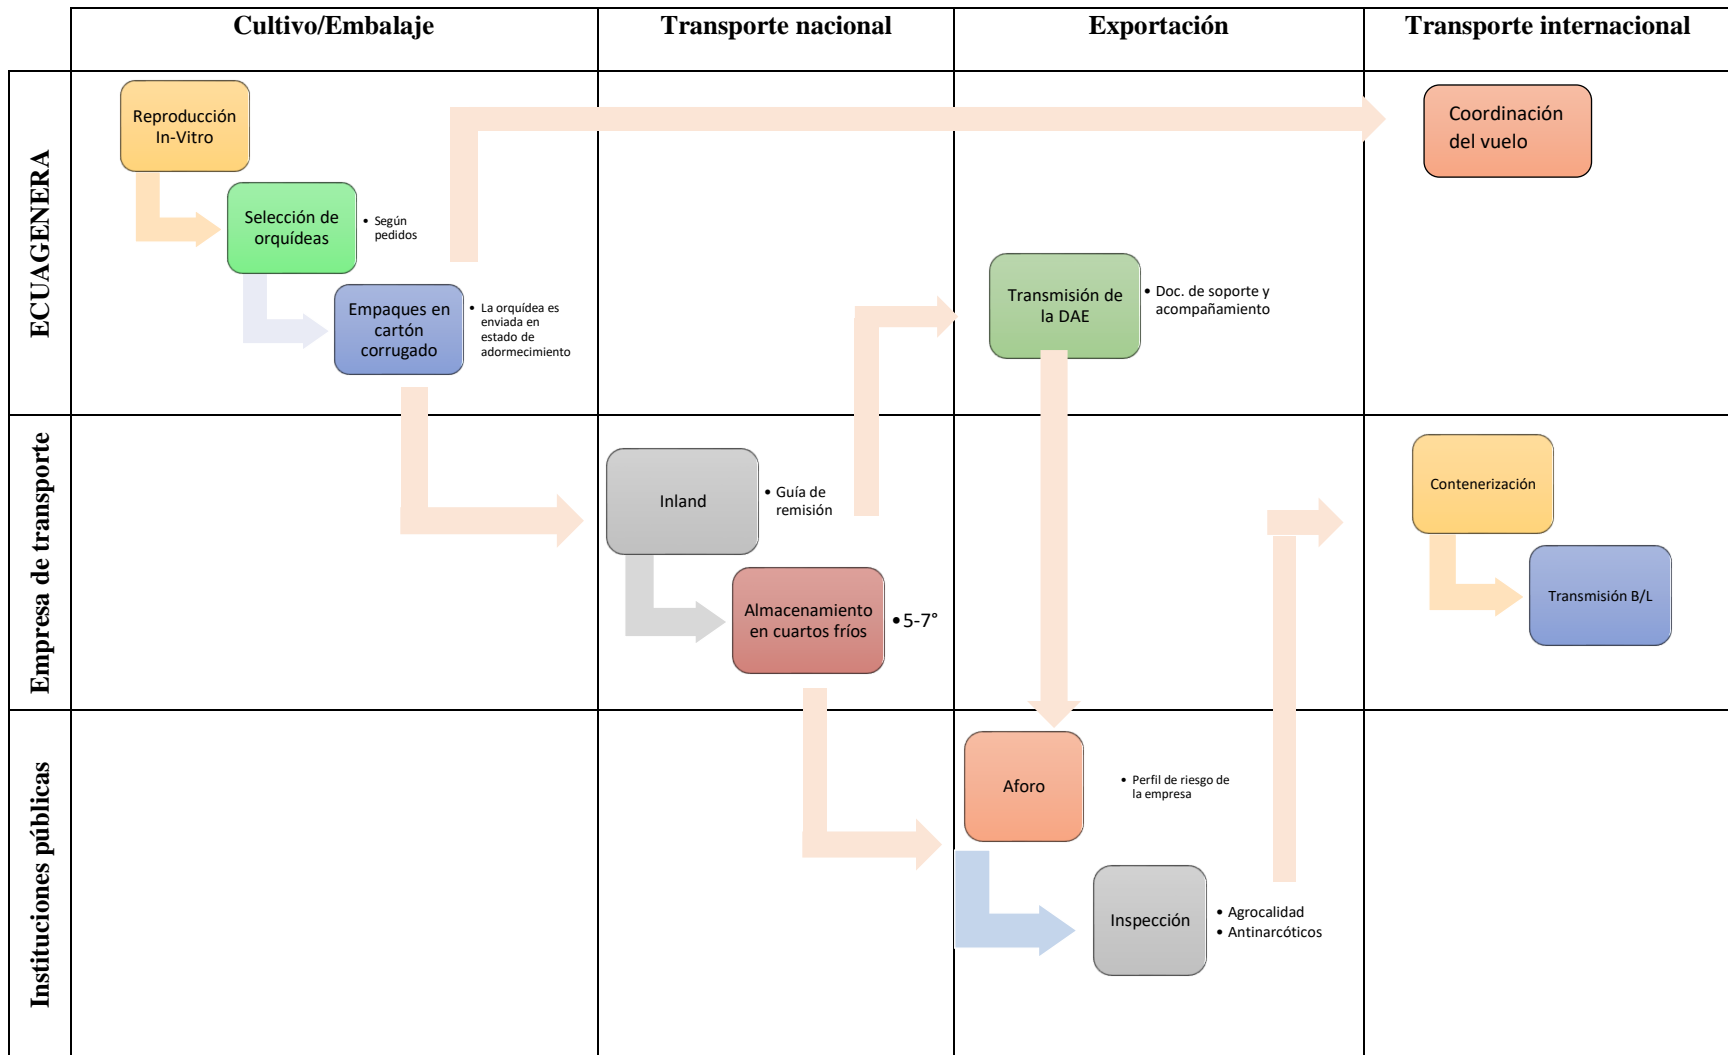 Cultivo/Embalaje
Transporte nacional
Exportación
Transporte internacional
ECUAGENERA
Reproducción
In-Vitro
Selección de
orquídeas
• Según
pedidos
Empaques en
cartón
corrugado
• La orquídea es
enviada en
estado de
adormecimiento
Transmisión de
la DAE
• Doc. de soporte y
acompañamiento
Coordinación
del vuelo
Empresa de transporte
Inland
• Guía de
remisión
Almacenamiento
en cuartos fríos
• 5-7°
Contenerización
Transmisión B/L
Instituciones públicas
Aforo
• Perfil de riesgo de
la empresa
Inspección
• Agrocalidad
• Antinarcóticos